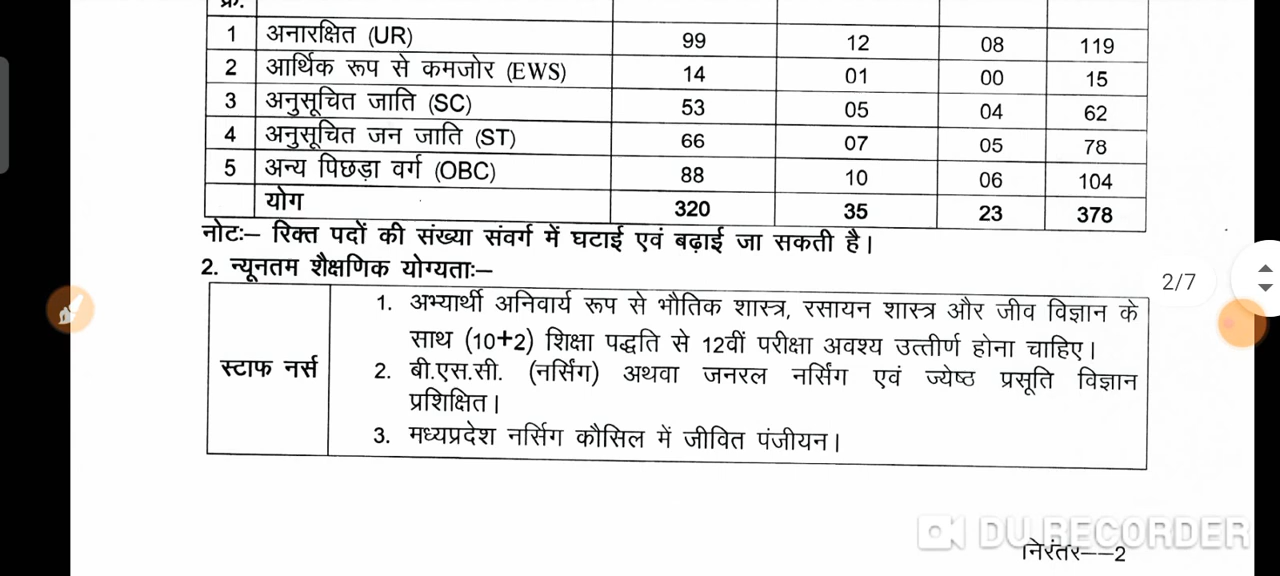 क्र.
1 अनारक्षित (UR) 99 12 08 119
2 आर्थिक रूप से कमजोर (EWS) 14 01 00 15
3 अनुसूचित जाति (SC) 53 05 04 62
4 अनुसूचित जन जाति (ST) 66 07 05 78
5 अन्य पिछड़ा वर्ग (OBC) 88 10 06 104
योग 320 35 23 378
नोटः– रिक्त पदों की संख्या संवर्ग में घटाई एवं बढ़ाई जा सकती है।
2. न्यूनतम शैक्षणिक योग्यताः–
2/7
1. अभ्यार्थी अनिवार्य रूप से भौतिक शास्त्र, रसायन शास्त्र और जीव विज्ञान के
साथ (10+2) शिक्षा पद्धति से 12वीं परीक्षा अवश्य उत्तीर्ण होना चाहिए।
स्टाफ नर्स
2. बी.एस.सी. (नर्सिंग) अथवा जनरल नर्सिंग एवं ज्येष्ठ प्रसूति विज्ञान
प्रशिक्षित।
3. मध्यप्रदेश नर्सिग कौसिल में जीवित पंजीयन।
DU RECORDER
निरंतर––2